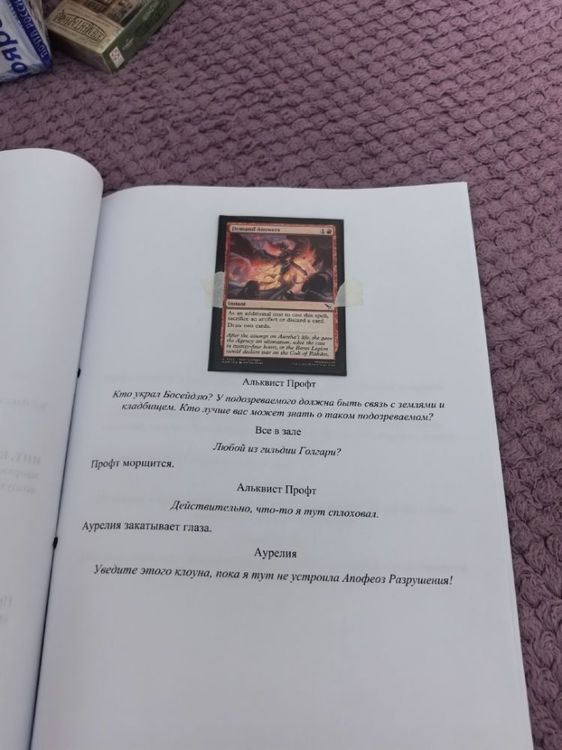 Demand Answers
Instant
As an additional cost to cast this spell,
sacrifice an artifact or discard a card.
Draw two cards.
After the attempt on Aurelia's life, she gave
the Agency an ultimatum: solve the case
in twenty-four hours, or the Boros Legion
would declare war on the Cult of Rakdos.
Альквист Профт
Кто украл Босейдзю? У подозреваемого должна быть связь с землями и
кладбищем. Кто лучше вас может знать о таком подозреваемом?
Все в зале
Любой из гильдии Голгари?
Профт морщится.
Альквист Профт
Действительно, что-то я тут сплоховал.
Аурелия закатывает глаза.
Аурелия
Уведите этого клоуна, пока я тут не устроила Апофеоз Разрушения!